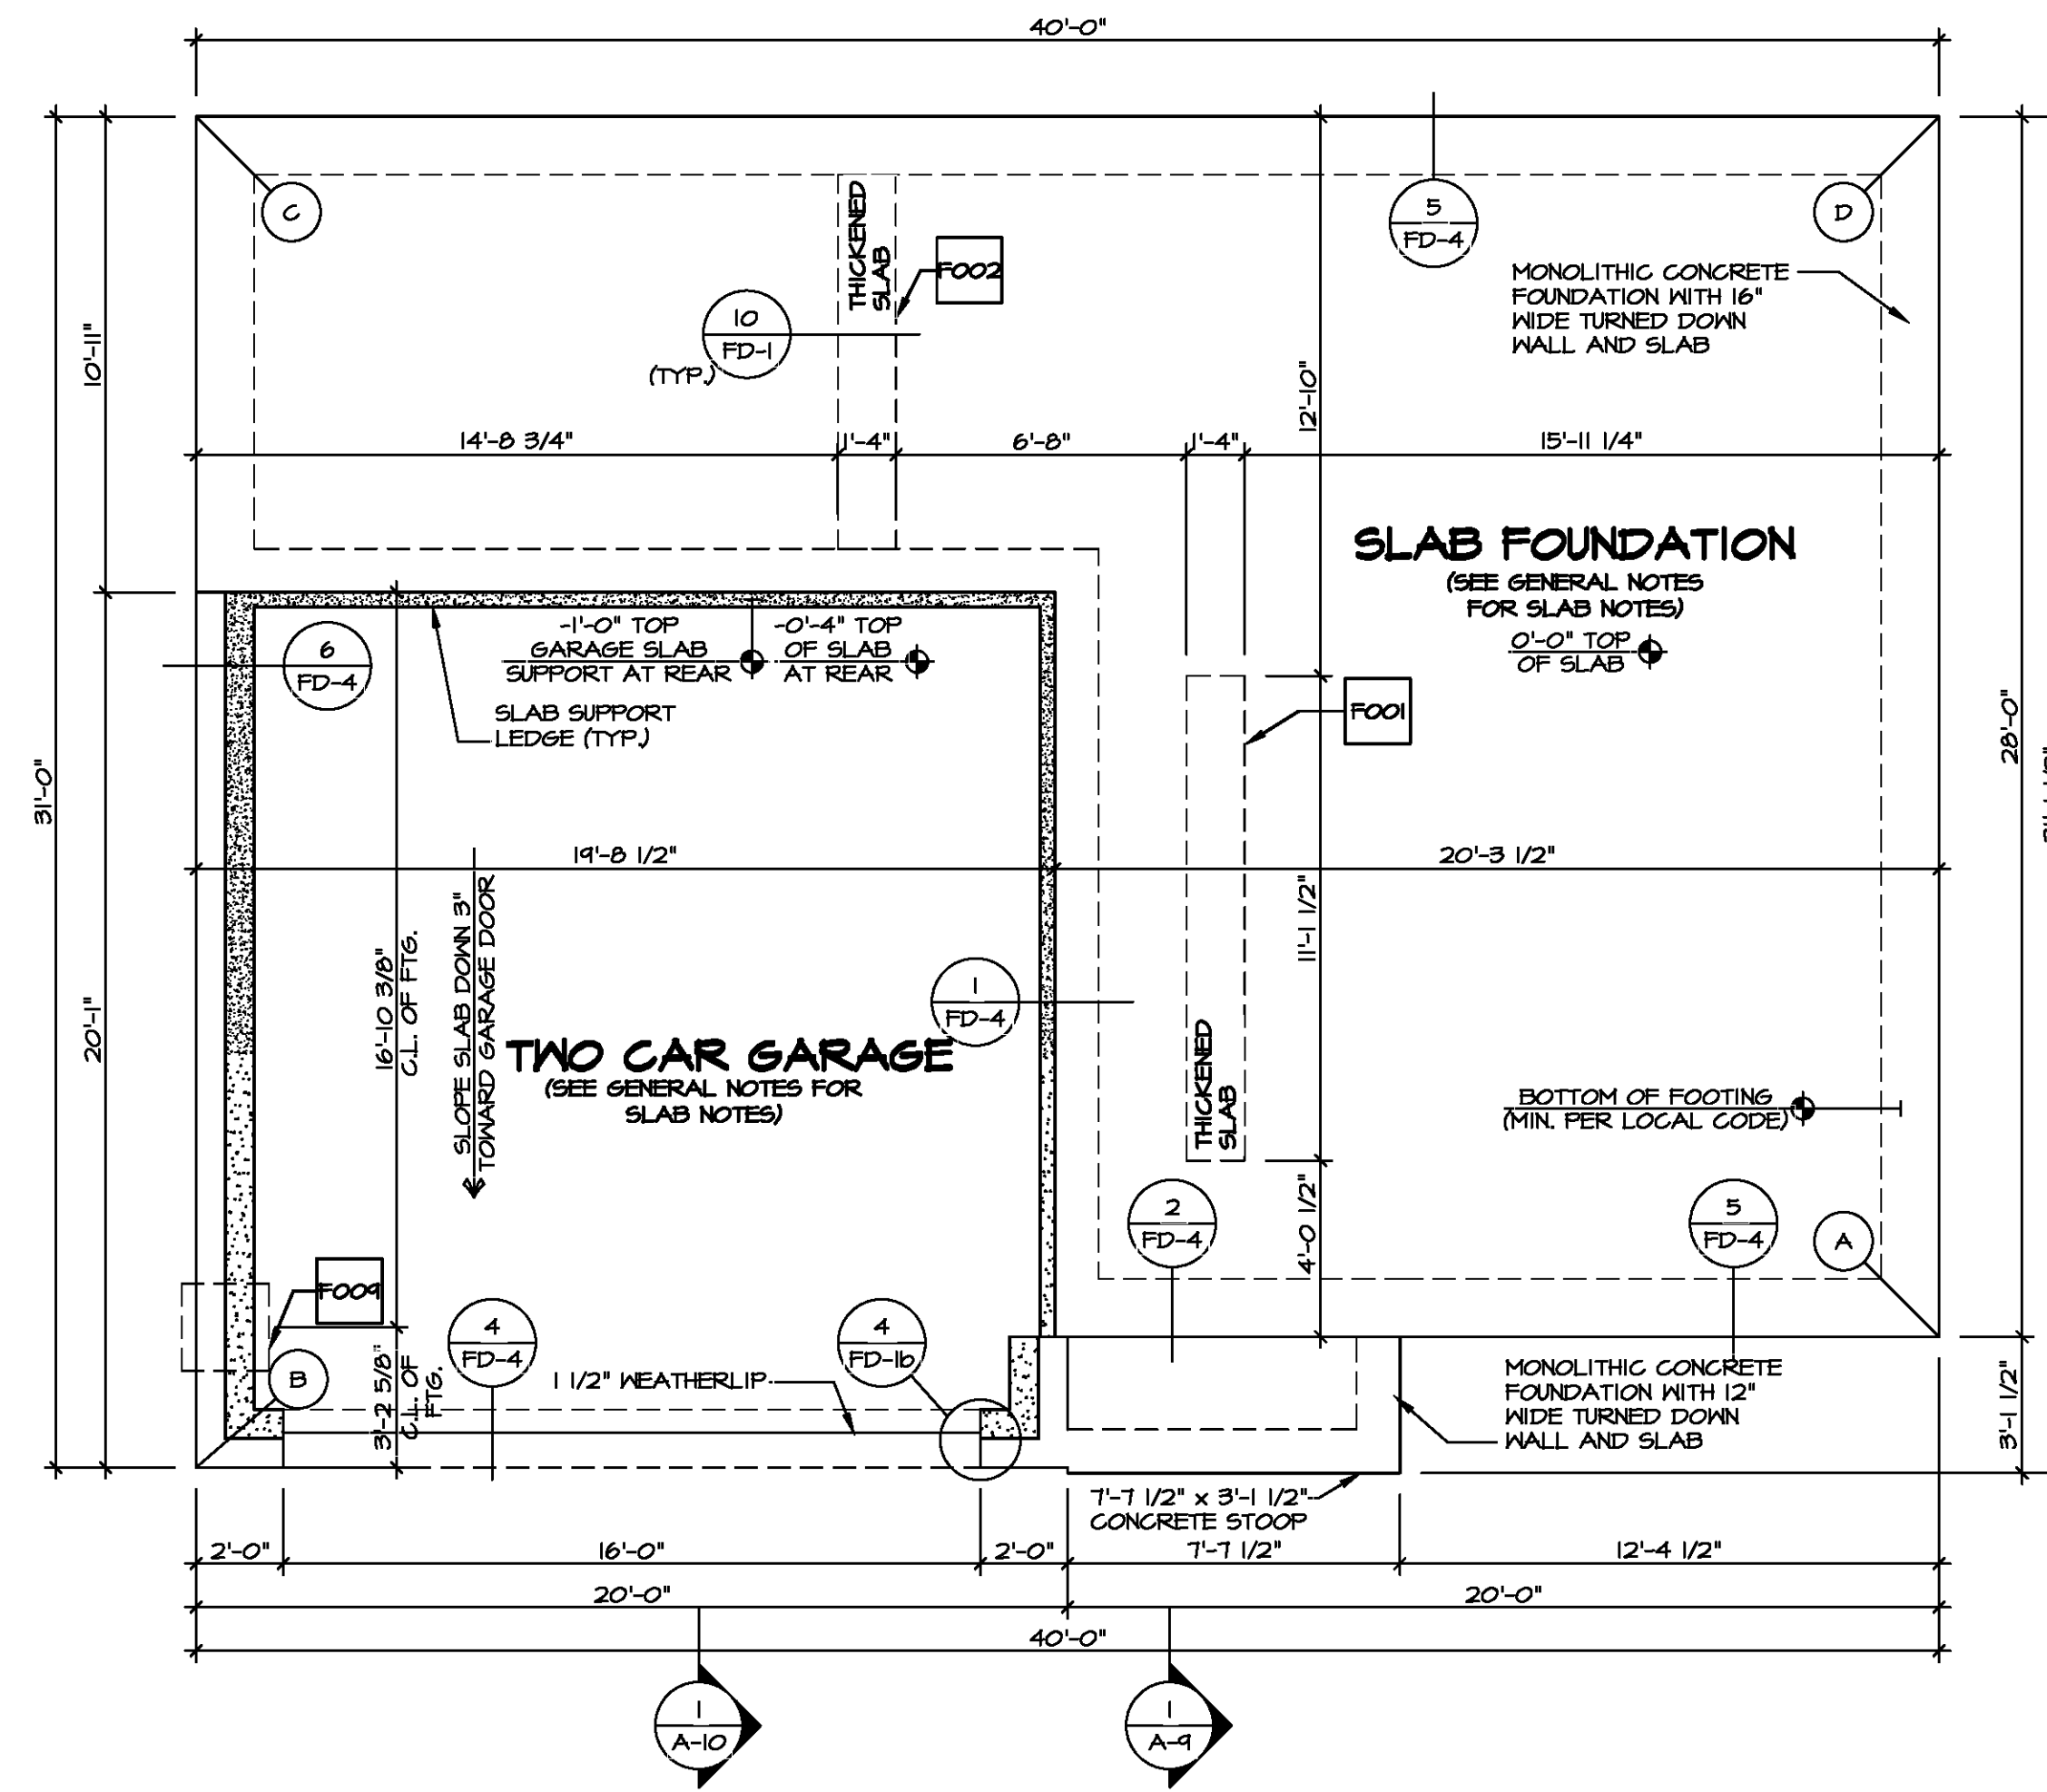 40'-0"
C
THICKENED
SLAB
F002
10
FD-1
(TYP.)
5
FD-4
D
MONOLITHIC CONCRETE
FOUNDATION WITH 16"
WIDE TURNED DOWN
WALL AND SLAB
10'-11"
12'-10"
14'-8 3/4"
1'-4"
6'-8"
1'-4"
15'-11 1/4"
SLAB FOUNDATION
(SEE GENERAL NOTES
FOR SLAB NOTES)
0'-0" TOP
OF SLAB
-1'-0" TOP
GARAGE SLAB
SUPPORT AT REAR
-0'-4" TOP
OF SLAB
AT REAR
6
FD-4
SLAB SUPPORT
LEDGE (TYP.)
F001
31'-0"
28'-0"
19'-8 1/2"
20'-3 1/2"
20'-1"
16'-10 3/8"
C.L. OF FTG.
SLOPE SLAB DOWN 3"
TOWARD GARAGE DOOR
11'-1 1/2"
1
FD-4
TWO CAR GARAGE
(SEE GENERAL NOTES FOR
SLAB NOTES)
THICKENED
SLAB
BOTTOM OF FOOTING
(MIN. PER LOCAL CODE)
2
FD-4
4'-0 1/2"
5
FD-4
A
F009
B
3'-2 5/8"
C.L. OF
FTG.
4
FD-4
1 1/2" WEATHERLIP
4
FD-1b
MONOLITHIC CONCRETE
FOUNDATION WITH 12"
WIDE TURNED DOWN
WALL AND SLAB
3'-1 1/2"
7'-7 1/2" x 3'-1 1/2"
CONCRETE STOOP
2'-0"
16'-0"
2'-0"
7'-7 1/2"
12'-4 1/2"
20'-0"
20'-0"
40'-0"
1
A-10
1
A-9